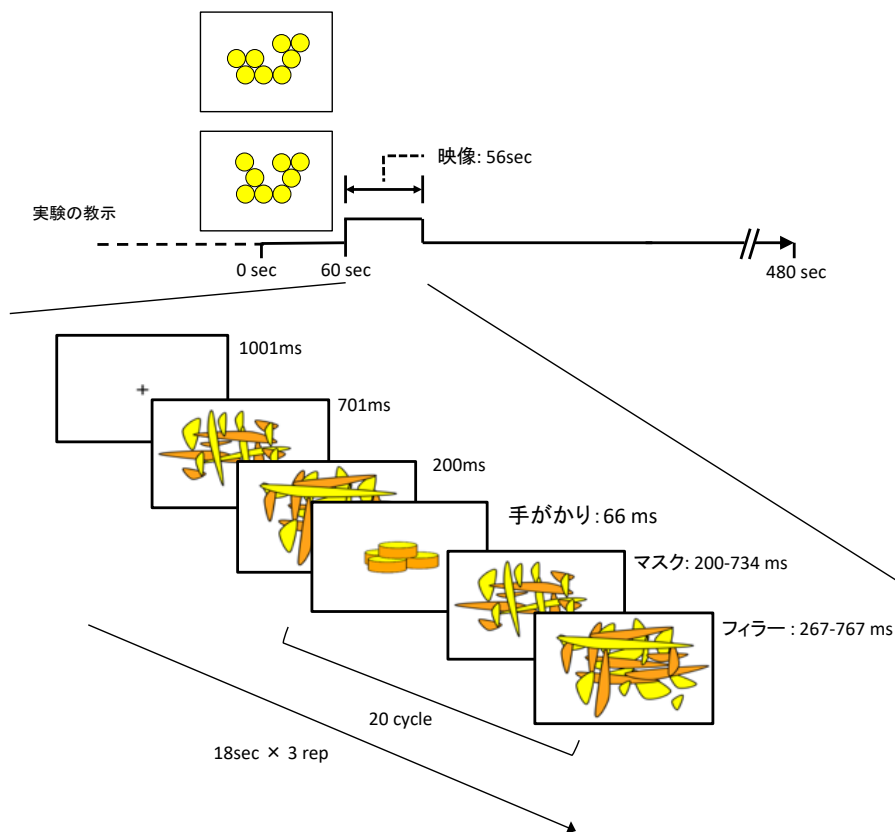 映像: 56sec
実験の教示
0 sec
60 sec
480 sec
1001ms
701ms
200ms
手がかり: 66 ms
マスク: 200-734 ms
フィラー : 267-767 ms
20 cycle
18sec × 3 rep